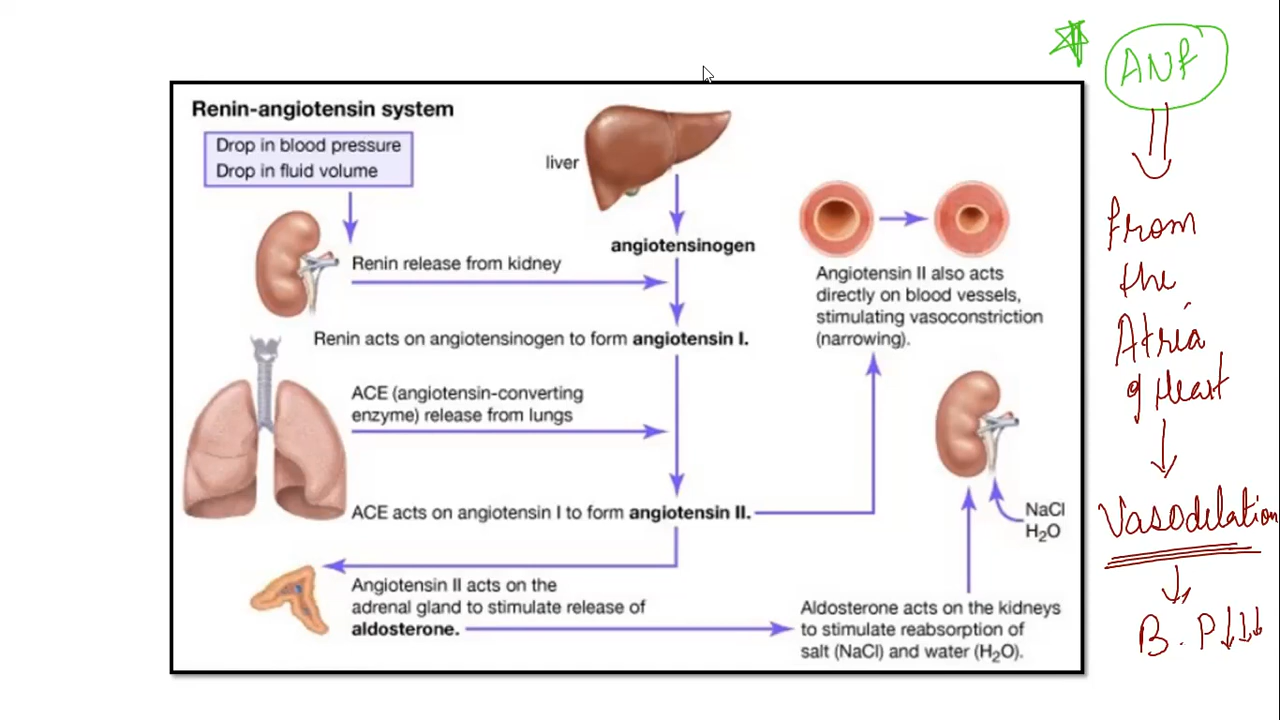 Renin-angiotensin system
Drop in blood pressure
Drop in fluid volume
liver
angiotensinogen
Renin release from kidney
Renin acts on angiotensinogen to form angiotensin I.
ACE (angiotensin-converting
enzyme) release from lungs
ACE acts on angiotensin I to form angiotensin II.
Angiotensin II also acts
directly on blood vessels,
stimulating vasoconstriction
(narrowing).
Angiotensin II acts on the
adrenal gland to stimulate release of
aldosterone.
Aldosterone acts on the kidneys
to stimulate reabsorption of
salt (NaCl) and water (H₂O).
NaCl
H₂O
ANF
from
the
Atria
of Heart
Vasodelation
B.P↓↓↓